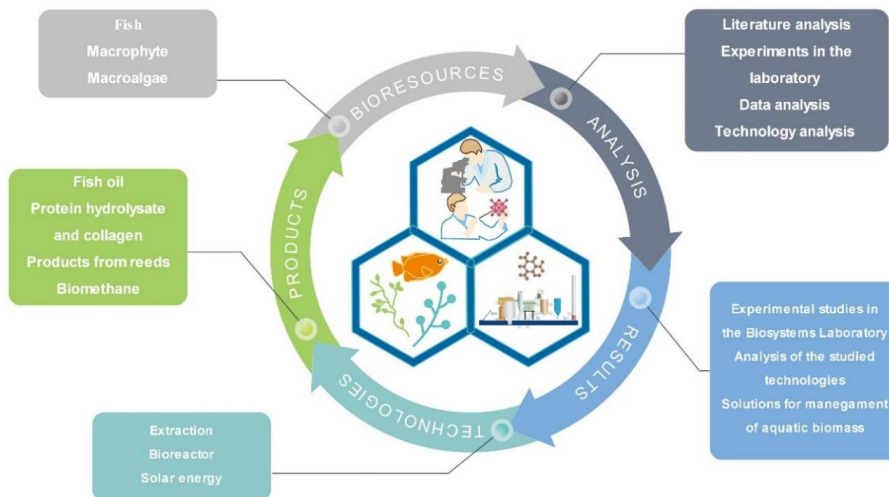 Fish
Macrophyte
Macroalgae
BIORESOURCES
Literature analysis
Experiments in the
laboratory
Data analysis
Technology analysis
ANALYSIS
Fish oil
Protein hydrolysate
and collagen
Products from reeds
Biomethane
PRODUCTS
Experimental studies in
the Biosystems Laboratory
Analysis of the studied
technologies
Solutions for manegament
of aquatic biomass
RESULTS
TECHNOLOGIES
Extraction
Bioreactor
Solar energy